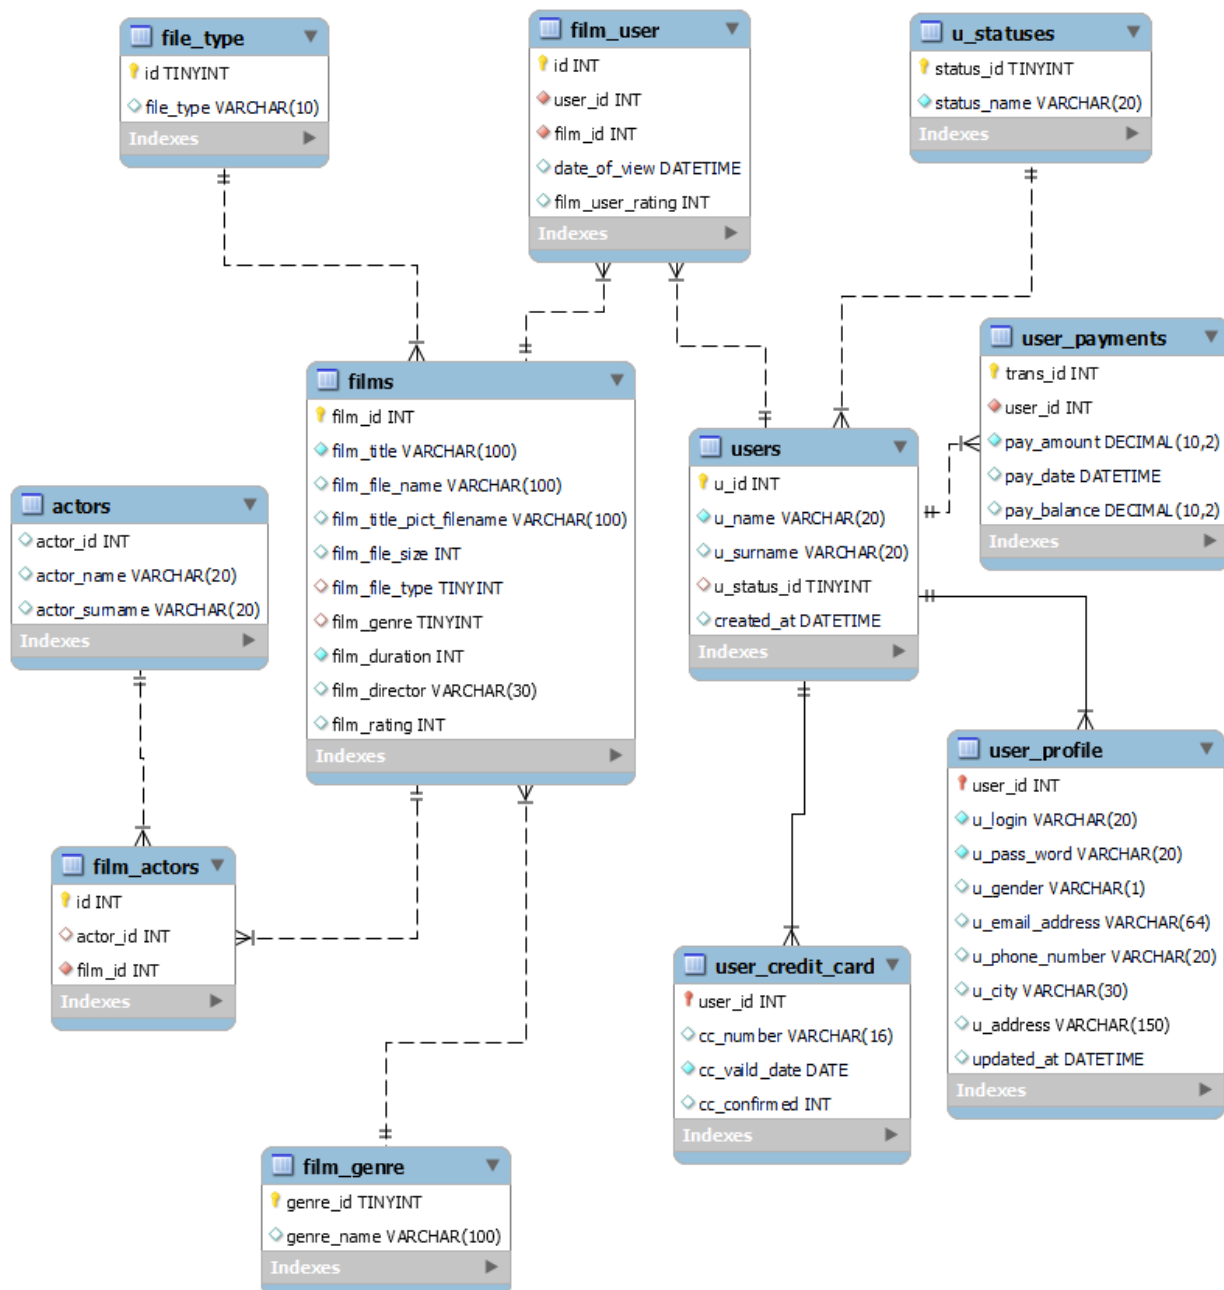 file_type
id TINYINT
file_type VARCHAR(10)
Indexes
film_user
id INT
user_id INT
film_id INT
date_of_view DATETIME
film_user_rating INT
Indexes
u_statuses
status_id TINYINT
status_name VARCHAR(20)
Indexes
films
film_id INT
film_title VARCHAR(100)
film_file_name VARCHAR(100)
film_title_pict_filename VARCHAR(100)
film_file_size INT
film_file_type TINYINT
film_genre TINYINT
film_duration INT
film_director VARCHAR(30)
film_rating INT
Indexes
users
u_id INT
u_name VARCHAR(20)
u_surname VARCHAR(20)
u_status_id TINYINT
created_at DATETIME
Indexes
user_payments
trans_id INT
user_id INT
pay_amount DECIMAL(10,2)
pay_date DATETIME
pay_balance DECIMAL(10,2)
Indexes
actors
actor_id INT
actor_name VARCHAR(20)
actor_surname VARCHAR(20)
Indexes
film_actors
id INT
actor_id INT
film_id INT
Indexes
user_profile
user_id INT
u_login VARCHAR(20)
u_pass_word VARCHAR(20)
u_gender VARCHAR(1)
u_email_address VARCHAR(64)
u_phone_number VARCHAR(20)
u_city VARCHAR(30)
u_address VARCHAR(150)
updated_at DATETIME
Indexes
user_credit_card
user_id INT
cc_number VARCHAR(16)
cc_vaild_date DATE
cc_confirmed INT
Indexes
film_genre
genre_id TINYINT
genre_name VARCHAR(100)
Indexes